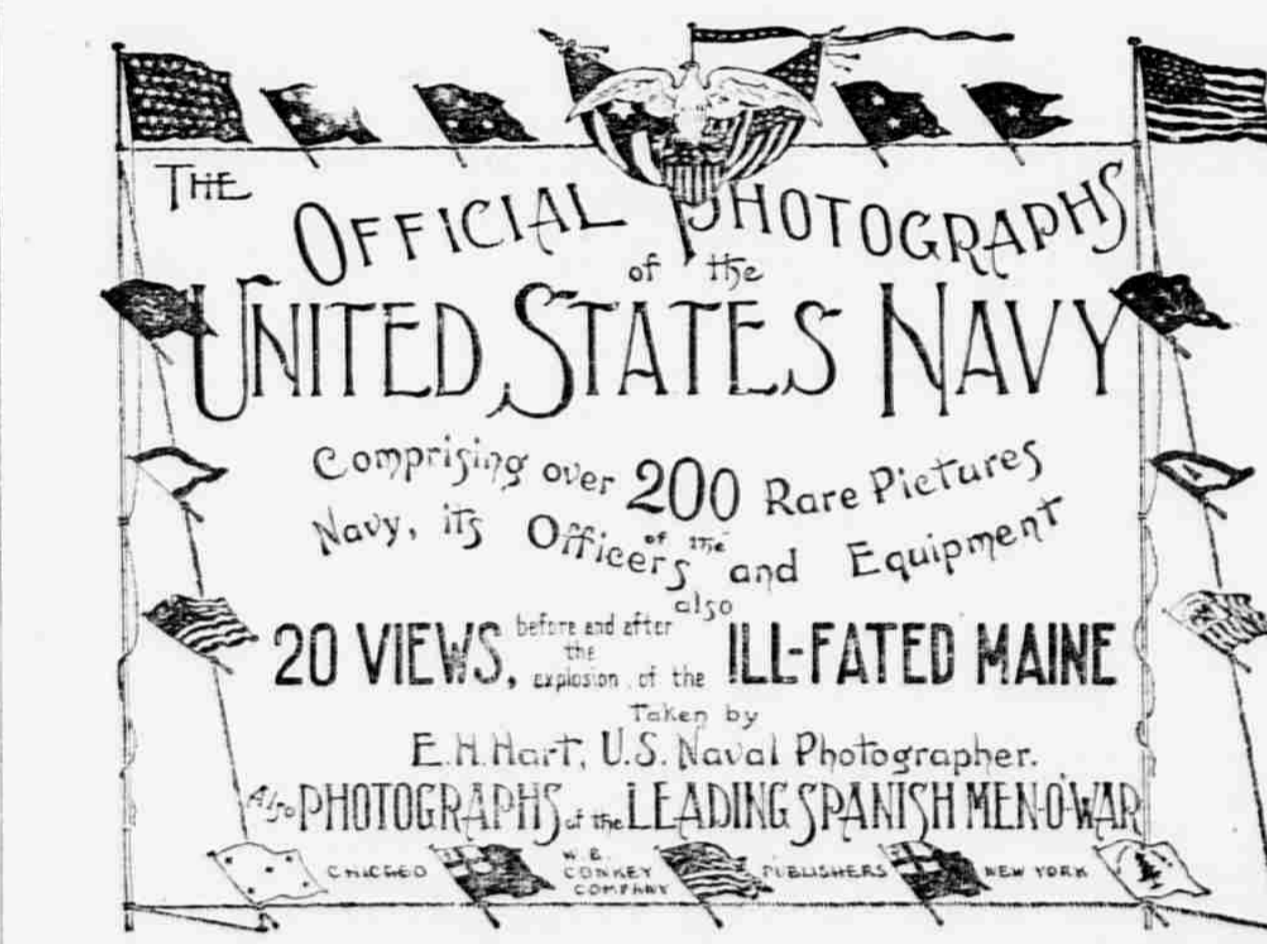 THE
OFFICIAL PHOTOGRAPHS
of the
UNITED STATES NAVY
Comprising over 200 Rare Pictures
of the
Navy, its Officers and Equipment
also
20 VIEWS, before and after the explosion of the ILL-FATED MAINE
Taken by
E.H.Hart, U.S. Naval Photographer.
Also PHOTOGRAPHS of the LEADING SPANISH MEN-O-WAR
CHICAGO W.B. CONKEY COMPANY PUBLISHERS NEW YORK